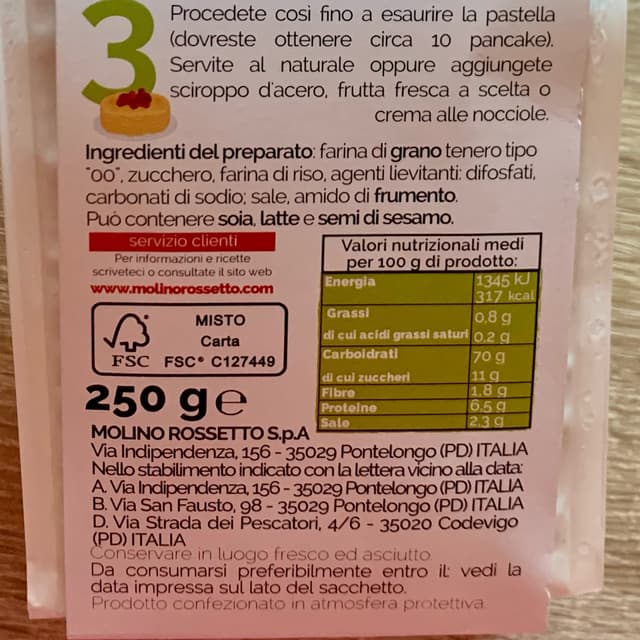 3
Procedete così fino a esaurire la pastella
(dovreste ottenere circa 10 pancake).
Servite al naturale oppure aggiungete
sciroppo d'acero, frutta fresca a scelta o
crema alle nocciole.
Ingredienti del preparato: farina di grano tenero tipo
"00", zucchero, farina di riso, agenti lievitanti: difosfati,
carbonati di sodio; sale, amido di frumento.
Può contenere soia, latte e semi di sesamo.
servizio clienti
Per informazioni e ricette
scriveteci o consultate il sito web
www.molinorossetto.com
FSC
MISTO
Carta
FSC® C127449
250 g e
Valori nutrizionali medi
per 100 g di prodotto:
Energia 1345 kJ
317 kcal
Grassi 0,8 g
di cui acidi grassi saturi 0,2 g
Carboidrati 70 g
di cui zuccheri 11 g
Fibre 1,8 g
Proteine 6,5 g
Sale 2,3 g
MOLINO ROSSETTO S.p.A
Via Indipendenza, 156 - 35029 Pontelongo (PD) ITALIA
Nello stabilimento indicato con la lettera vicino alla data:
A. Via Indipendenza, 156 - 35029 Pontelongo (PD) ITALIA
B. Via San Fausto, 98 - 35029 Pontelongo (PD) ITALIA
D. Via Strada dei Pescatori, 4/6 - 35020 Codevigo
(PD) ITALIA
Conservare in luogo fresco ed asciutto.
Da consumarsi preferibilmente entro il: vedi la
data impressa sul lato del sacchetto.
Prodotto confezionato in atmosfera protettiva.